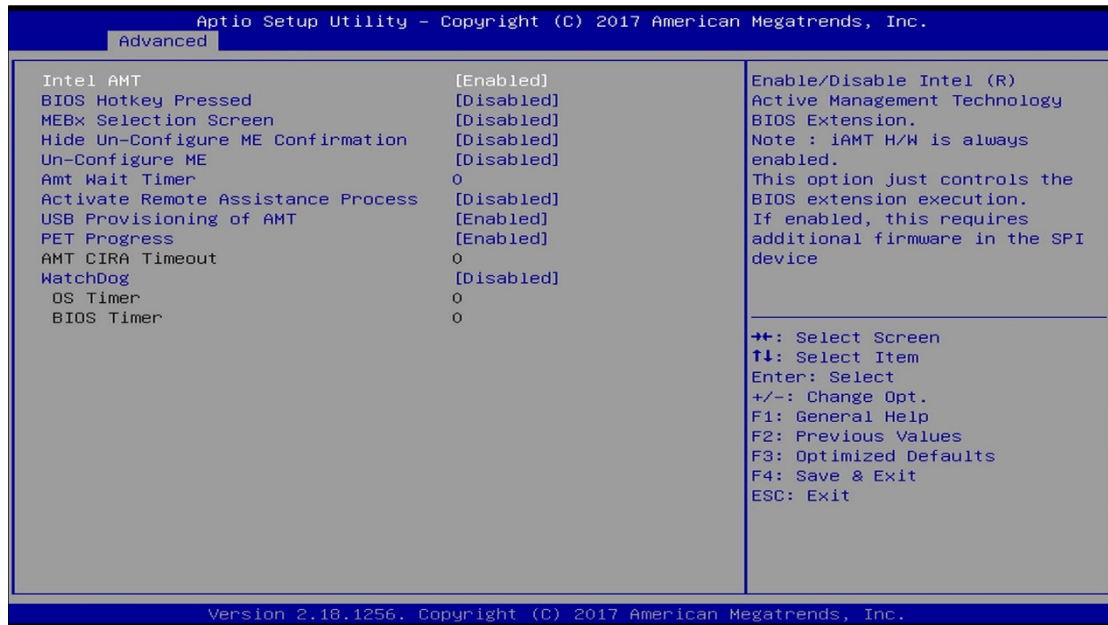 Aptio Setup Utility – Copyright (C) 2017 American Megatrends, Inc.
Advanced
Intel AMT [Enabled]
BIOS Hotkey Pressed [Disabled]
MEBx Selection Screen [Disabled]
Hide Un-Configure ME Confirmation [Disabled]
Un-Configure ME [Disabled]
Amt Wait Timer 0
Activate Remote Assistance Process [Disabled]
USB Provisioning of AMT [Enabled]
PET Progress [Enabled]
AMT CIRA Timeout 0
WatchDog [Disabled]
OS Timer 0
BIOS Timer 0
Enable/Disable Intel (R)
Active Management Technology
BIOS Extension.
Note : iAMT H/W is always
enabled.
This option just controls the
BIOS extension execution.
If enabled, this requires
additional firmware in the SPI
device
→←: Select Screen
↑↓: Select Item
Enter: Select
+/-: Change Opt.
F1: General Help
F2: Previous Values
F3: Optimized Defaults
F4: Save & Exit
ESC: Exit
Version 2.18.1256. Copyright (C) 2017 American Megatrends, Inc.